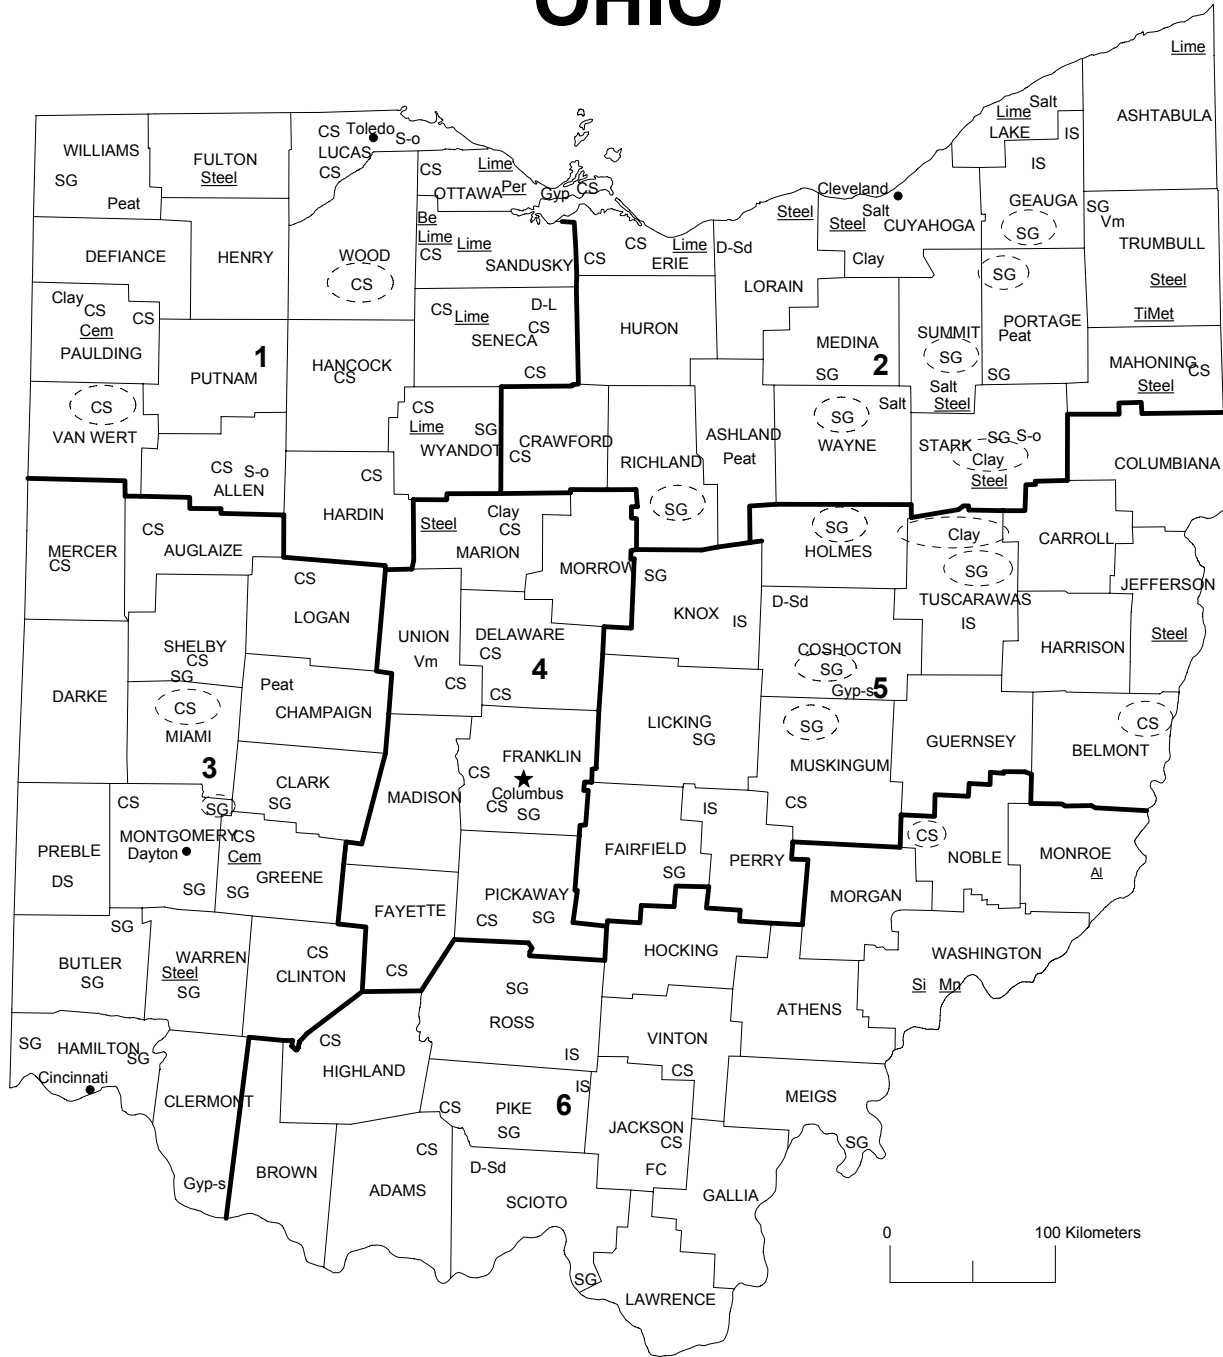 OHIO
Lime
Salt
Lime
LAKE
IS
ASHTABULA
CS Toledo S-o
LUCAS
CS
WILLIAMS
SG
Peat
FULTON
Steel
CS
Lime
OTTAWA Per
Gyp CS
IS
GEAUGA
SG
Cleveland
Salt
Steel
CUYAHOGA
Clay
Steel
SG
Vm
TRUMBULL
Steel
TiMet
DEFIANCE
HENRY
WOOD
CS
Be
Lime
CS
Lime
SANDUSKY
CS
CS
Lime
ERIE
D-Sd
LORAIN
SG
PORTAGE
Peat
SG
Clay
CS
Cem
CS
PAULDING
1
PUTNAM
HANCOCK
CS
CS
Lime
D-L
CS
SENECA
CS
HURON
MEDINA
2
SG
SUMMIT
SG
Salt
Steel
MAHONING
CS
Steel
CS
VAN WERT
CS
Lime
SG
WYANDOT
CRAWFORD
CS
RICHLAND
SG
ASHLAND
Peat
SG
Salt
WAYNE
STARK
SG S-o
Clay
Steel
COLUMBIANA
CS S-o
ALLEN
CS
HARDIN
MERCER
CS
CS
AUGLAIZE
Steel
Clay
CS
MARION
MORROW
SG
HOLMES
Clay
SG
TUSCARAWAS
IS
CARROLL
JEFFERSON
Steel
CS
LOGAN
SG
KNOX
IS
D-Sd
COSHOCTON
SG
Gyp-s
5
HARRISON
SHELBY
CS
SG
UNION
Vm
CS
DELAWARE
CS
4
CS
DARKE
CS
MIAMI
3
Peat
CHAMPAIGN
LICKING
SG
SG
MUSKINGUM
CS
GUERNSEY
CS
BELMONT
CLARK
SG
MADISON
FRANKLIN
CS
Columbus
CS
SG
CS
SG
MONTGOMERY
Dayton
SG
CS
Cem
GREENE
SG
PREBLE
DS
FAIRFIELD
SG
IS
PERRY
CS
NOBLE
MONROE
Al
MORGAN
FAYETTE
CS
PICKAWAY
CS
SG
SG
BUTLER
SG
WARREN
Steel
SG
CS
CLINTON
HOCKING
WASHINGTON
Si Mn
SG
ROSS
IS
ATHENS
VINTON
CS
SG
HAMILTON
SG
Cincinnati
CLERMONT
Gyp-s
CS
HIGHLAND
CS
PIKE
IS
6
SG
MEIGS
SG
JACKSON
CS
FC
BROWN
CS
ADAMS
D-Sd
SCIOTO
GALLIA
SG
LAWRENCE
0
100 Kilometers